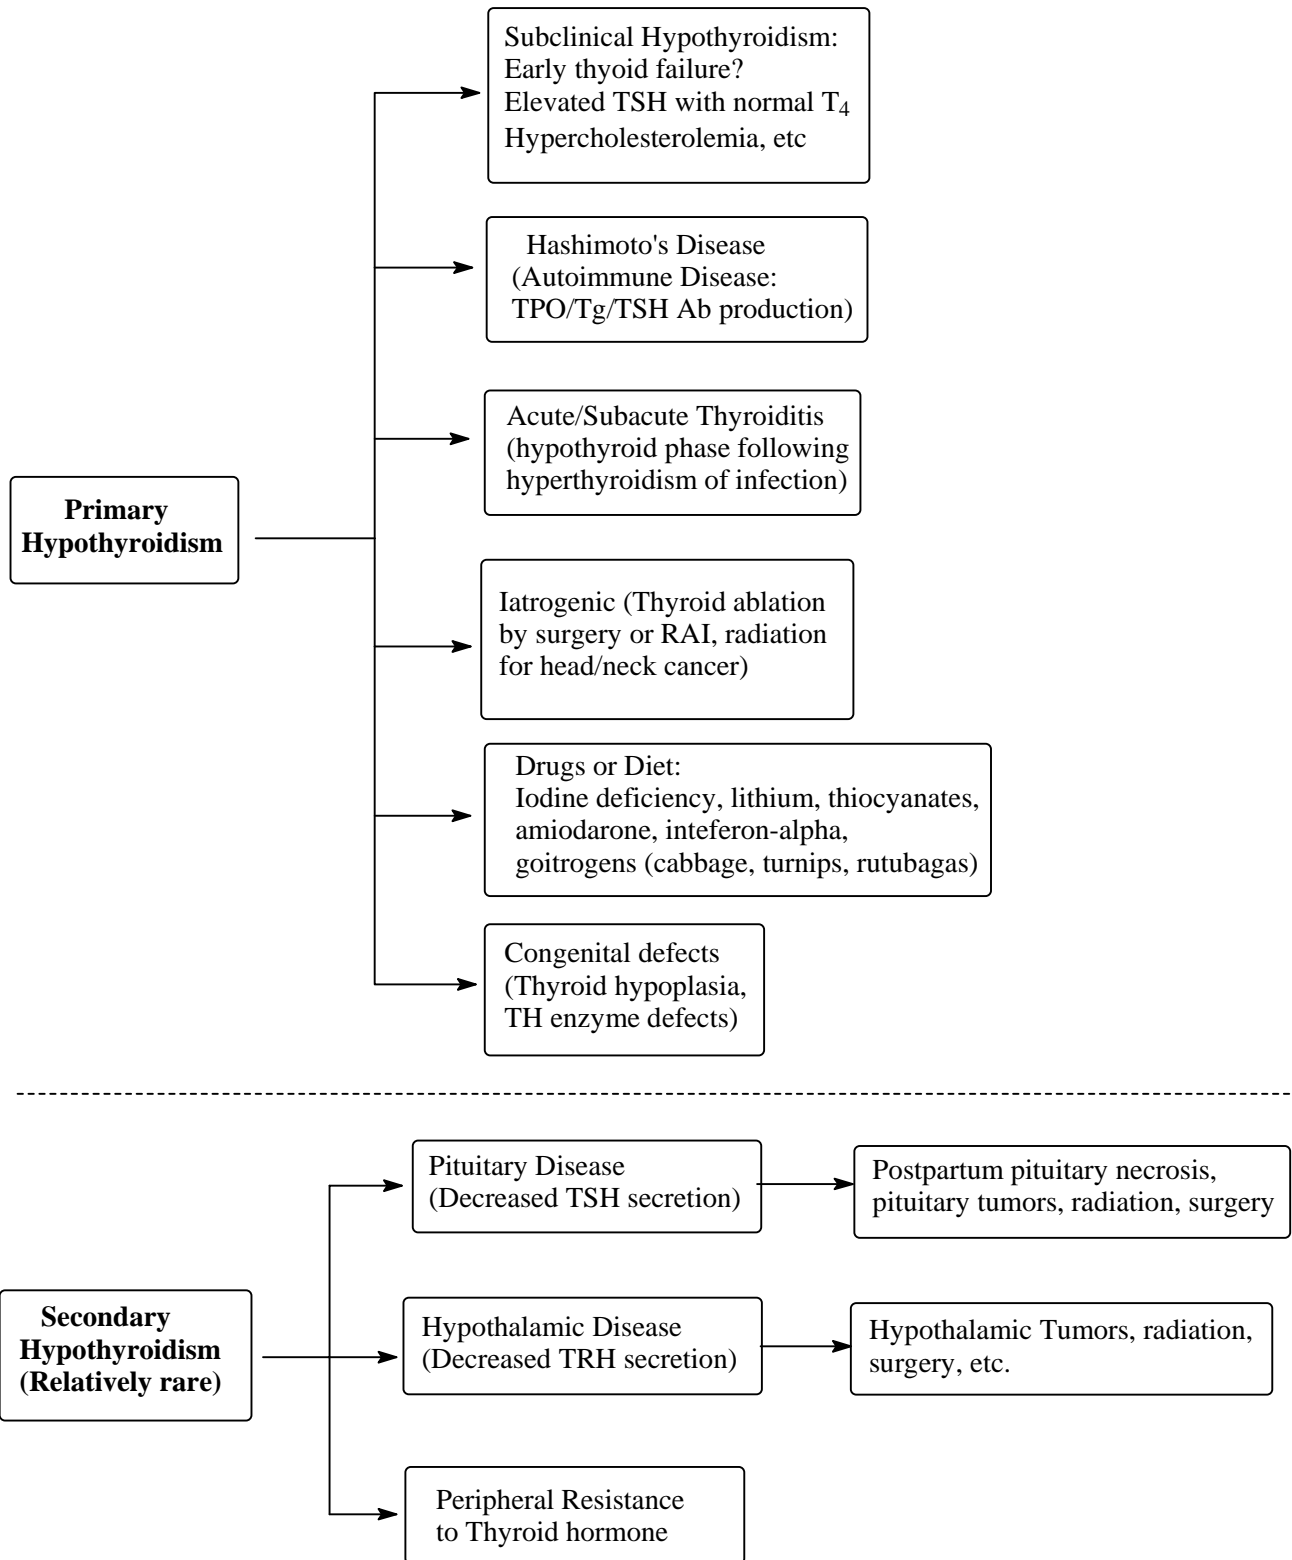 Subclinical Hypothyroidism:
Early thyoid failure?
Elevated TSH with normal T4
Hypercholesterolemia, etc
Hashimoto's Disease
(Autoimmune Disease:
TPO/Tg/TSH Ab production)
Acute/Subacute Thyroiditis
(hypothyroid phase following
hyperthyroidism of infection)
Primary
Hypothyroidism
Iatrogenic (Thyroid ablation
by surgery or RAI, radiation
for head/neck cancer)
Drugs or Diet:
Iodine deficiency, lithium, thiocyanates,
amiodarone, inteferon-alpha,
goitrogens (cabbage, turnips, rutubagas)
Congenital defects
(Thyroid hypoplasia,
TH enzyme defects)
Pituitary Disease
(Decreased TSH secretion)
Postpartum pituitary necrosis,
pituitary tumors, radiation, surgery
Secondary
Hypothyroidism
(Relatively rare)
Hypothalamic Disease
(Decreased TRH secretion)
Hypothalamic Tumors, radiation,
surgery, etc.
Peripheral Resistance
to Thyroid hormone